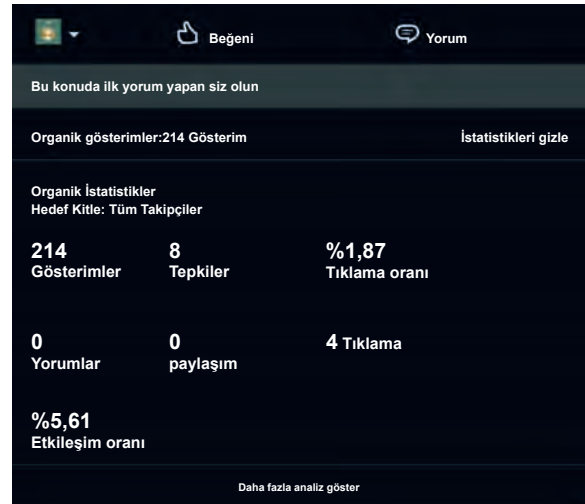 Beğeni Yorum
Bu konuda ilk yorum yapan siz olun
Organik gösterimler:214 Gösterim İstatistikleri gizle
Organik İstatistikler
Hedef Kitle: Tüm Takipçiler
214 8 %1,87
Gösterimler Tepkiler Tıklama oranı
0 0 4 Tıklama
Yorumlar paylaşım
%5,61
Etkileşim oranı
Daha fazla analiz göster